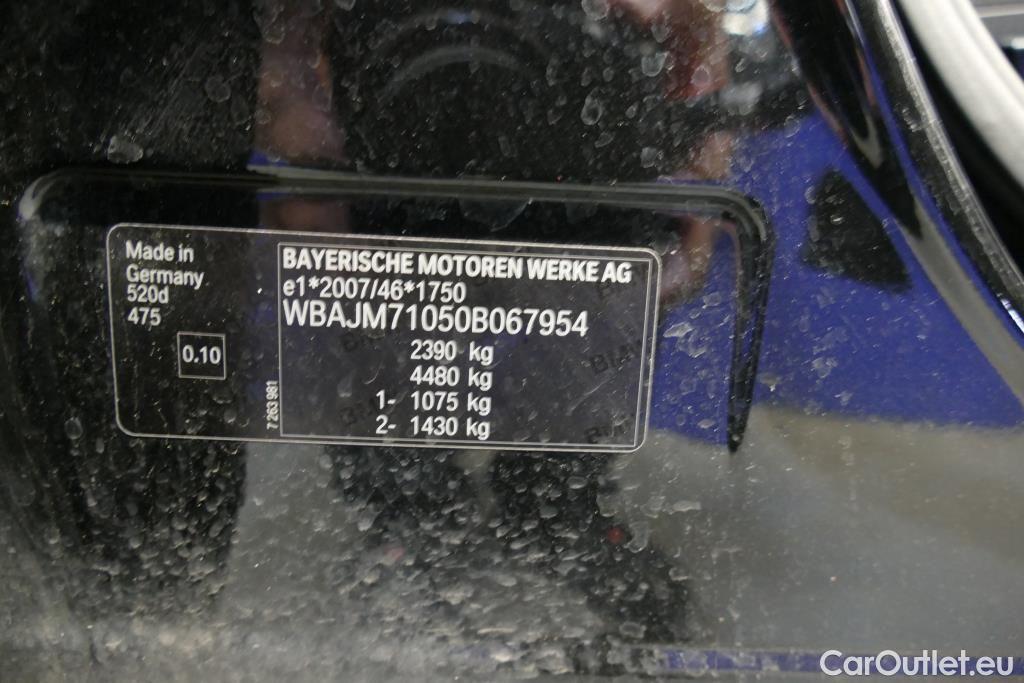 Made in
Germany
520d
475
0.10
7 263 981
BAYERISCHE MOTOREN WERKE AG
e1*2007/46*1750
WBAJM71050B067954
2390 kg
4480 kg
1- 1075 kg
2- 1430 kg
CarOutlet.eu